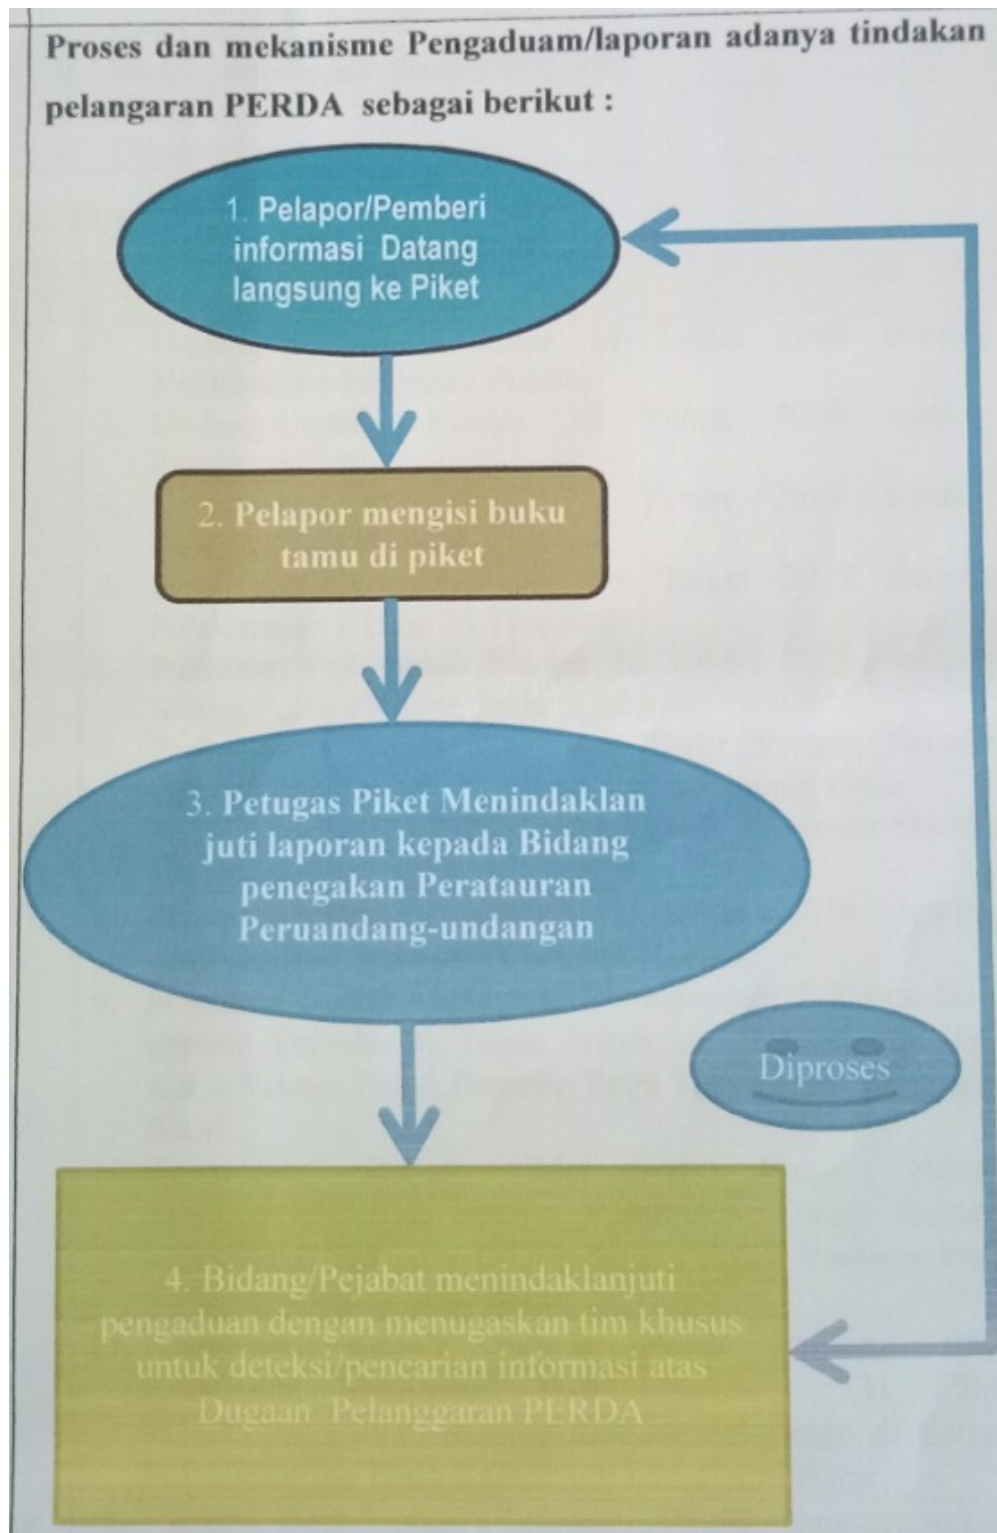 Proses dan mekanisme Pengaduam/laporan adanya tindakan
pelangaran PERDA sebagai berikut :
1. Pelapor/Pemberi
informasi Datang
langsung ke Piket
2. Pelapor mengisi buku
tamu di piket
3. Petugas Piket Menindaklan
juti laporan kepada Bidang
penegakan Peratauran
Peruandang-undangan
Diproses
4. Bidang/Pejabat menindaklanjuti
pengaduan dengan menugaskan tim khusus
untuk deteksi/pencarian informasi atas
Dugaan Pelanggaran PERDA